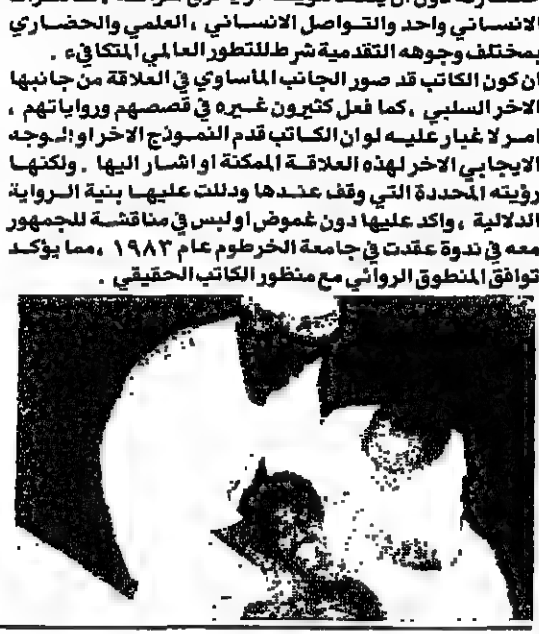 الانساني واحد والتواصل الانساني ، العلمي والحضاري
بمختلف وجوهه التقدمية شرط للتطور العالمي المتكافيء .
ان كون الكاتب قد صور الجانب المأساوي في العلاقة من جانبها
الاخر السلبي ، كما فعل كثيرون غيره في قصصهم ورواياتهم ،
امر لا غبار عليه لو ان الكاتب قدم النموذج الاخر او الوجه
الايجابي الاخر لهذه العلاقة الممكنة او اشار اليها . ولكنها
رؤيته المحددة التي وقف عندها ودللت عليها بنية الرواية
الدلالية ، واكد عليها دون غموض او لبس في مناقشة للجمهور
معه في ندوة عقدت في جامعة الخرطوم عام ١٩٨٣ ، مما يؤكد
توافق المنطوق الروائي مع منظور الكاتب الحقيقي .